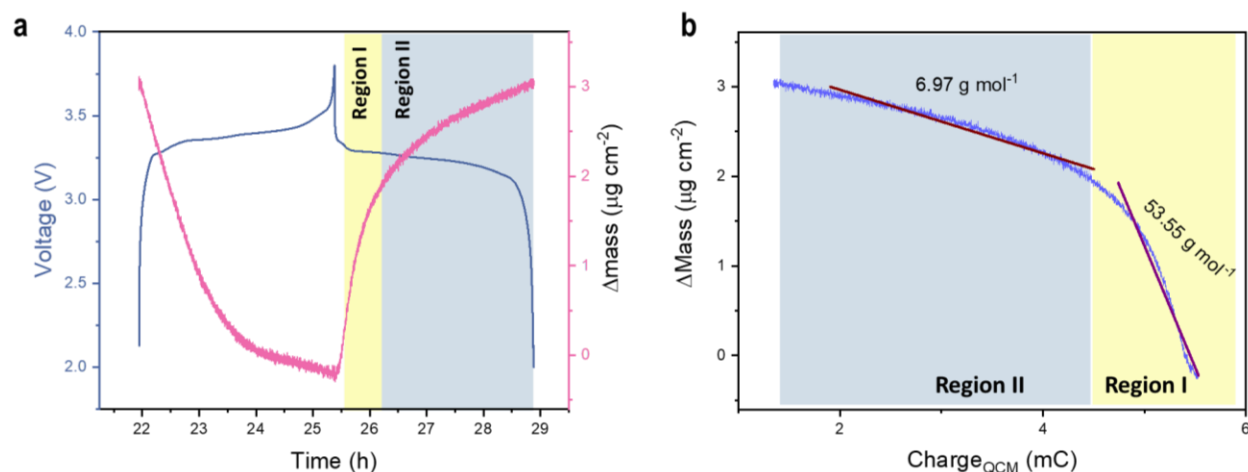 a
4.0
3.5
3.0
2.5
2.0
Voltage (V)
Region I
Region II
3
2
1
0
Δmass (µg cm⁻²)
22 23 24 25 26 27 28 29
Time (h)
b
3
2
1
0
ΔMass (µg cm⁻²)
6.97 g mol⁻¹
53.55 g mol⁻¹
Region II
Region I
2 4 6
Charge_QCM (mC)